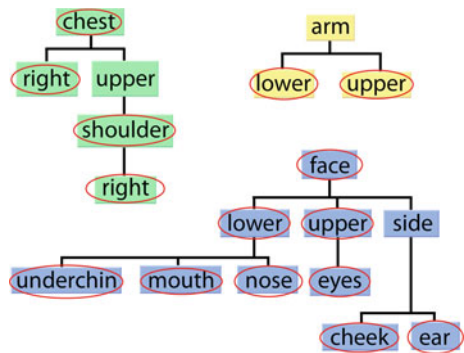 chest
right upper
shoulder
right
arm
lower upper
face
lower upper side
underchin mouth nose eyes
cheek ear